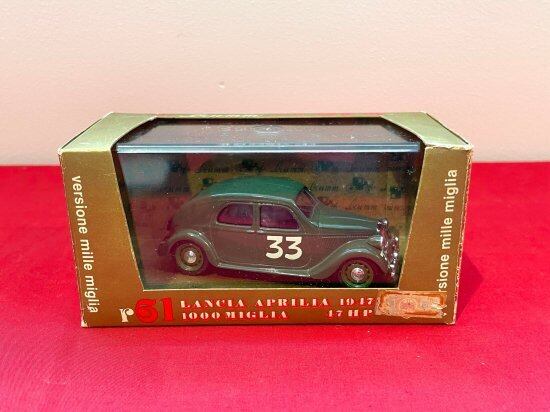 versione mille miglia
33
versione mille miglia
r61 LANCIA APRILIA 1947
1000 MIGLIA 47 HP